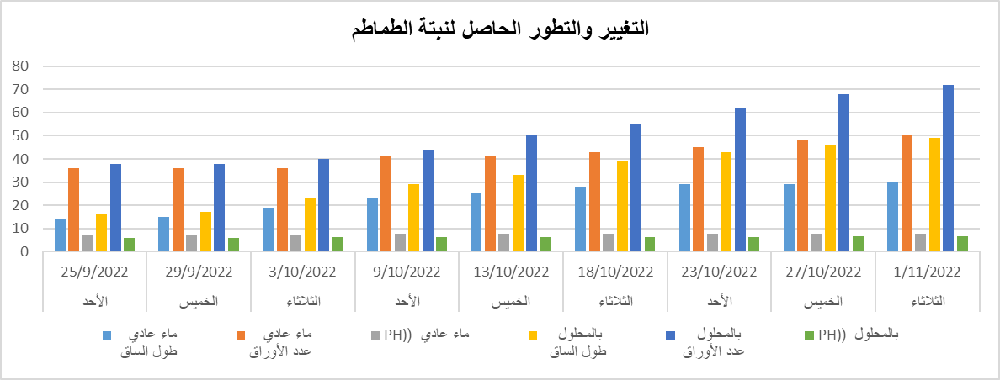 التغيير والتطور الحاصل لنبتة الطماطم
80
70
60
50
40
30
20
10
0
25/9/2022 29/9/2022 3/10/2022 9/10/2022 13/10/2022 18/10/2022 23/10/2022 27/10/2022 1/11/2022
الأحد الخميس الثلاثاء الأحد الخميس الثلاثاء الأحد الخميس الثلاثاء
ماء عادي
طول الساق
ماء عادي
عدد الأوراق
ماء عادي ((PH
بالمحلول
طول الساق
بالمحلول
عدد الأوراق
بالمحلول ((PH